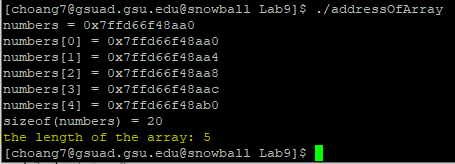 [choang7@gsuad.gsu.edu@snowball Lab9]$ ./addressOfArray
numbers = 0x7ffd66f48aa0
numbers[0] = 0x7ffd66f48aa0
numbers[1] = 0x7ffd66f48aa4
numbers[2] = 0x7ffd66f48aa8
numbers[3] = 0x7ffd66f48aac
numbers[4] = 0x7ffd66f48ab0
sizeof(numbers) = 20
the length of the array: 5
[choang7@gsuad.gsu.edu@snowball Lab9]$